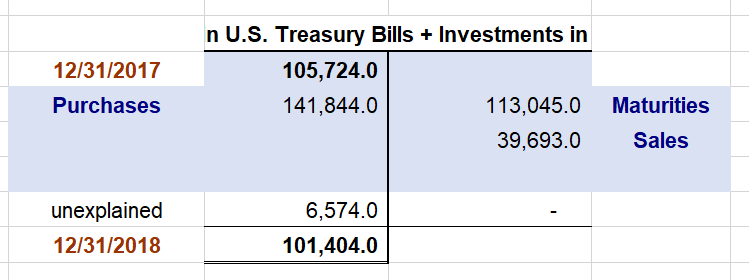 n U.S. Treasury Bills + Investments in
12/31/2017 105,724.0
Purchases 141,844.0 113,045.0 Maturities
39,693.0 Sales
unexplained 6,574.0 -
12/31/2018 101,404.0